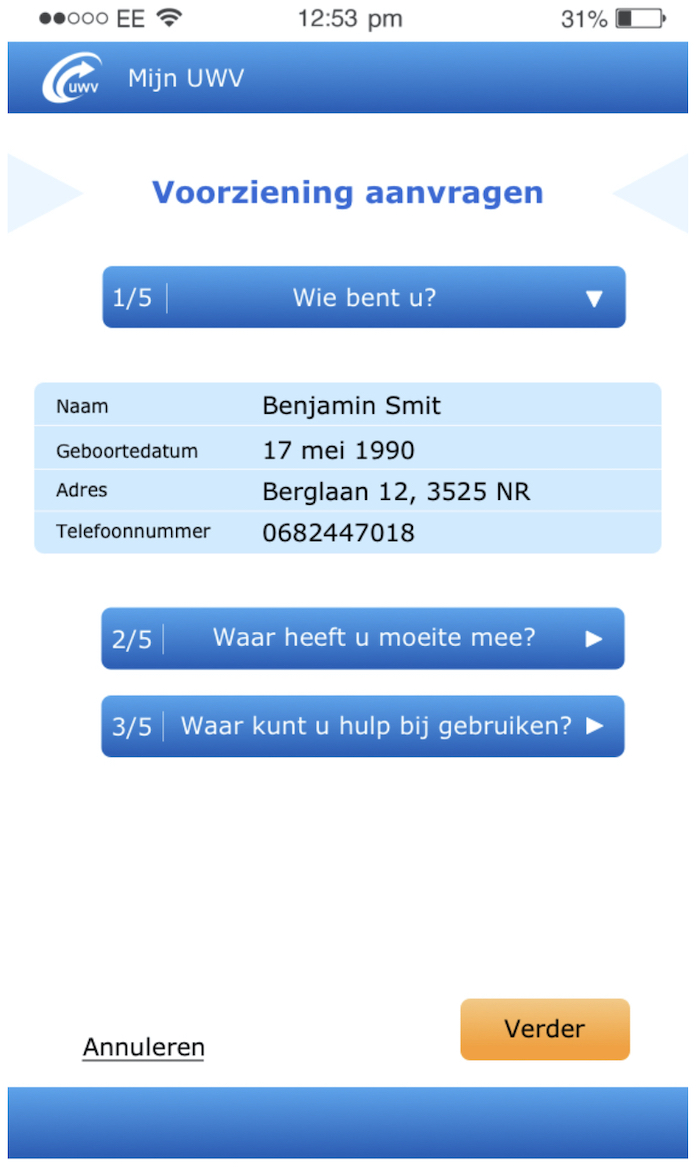 EE 12:53 pm 31%
UWV Mijn UWV
Voorziening aanvragen
1/5 Wie bent u?
Naam Benjamin Smit
Geboortedatum 17 mei 1990
Adres Berglaan 12, 3525 NR
Telefoonnummer 0682447018
2/5 Waar heeft u moeite mee?
3/5 Waar kunt u hulp bij gebruiken?
Verder
Annuleren